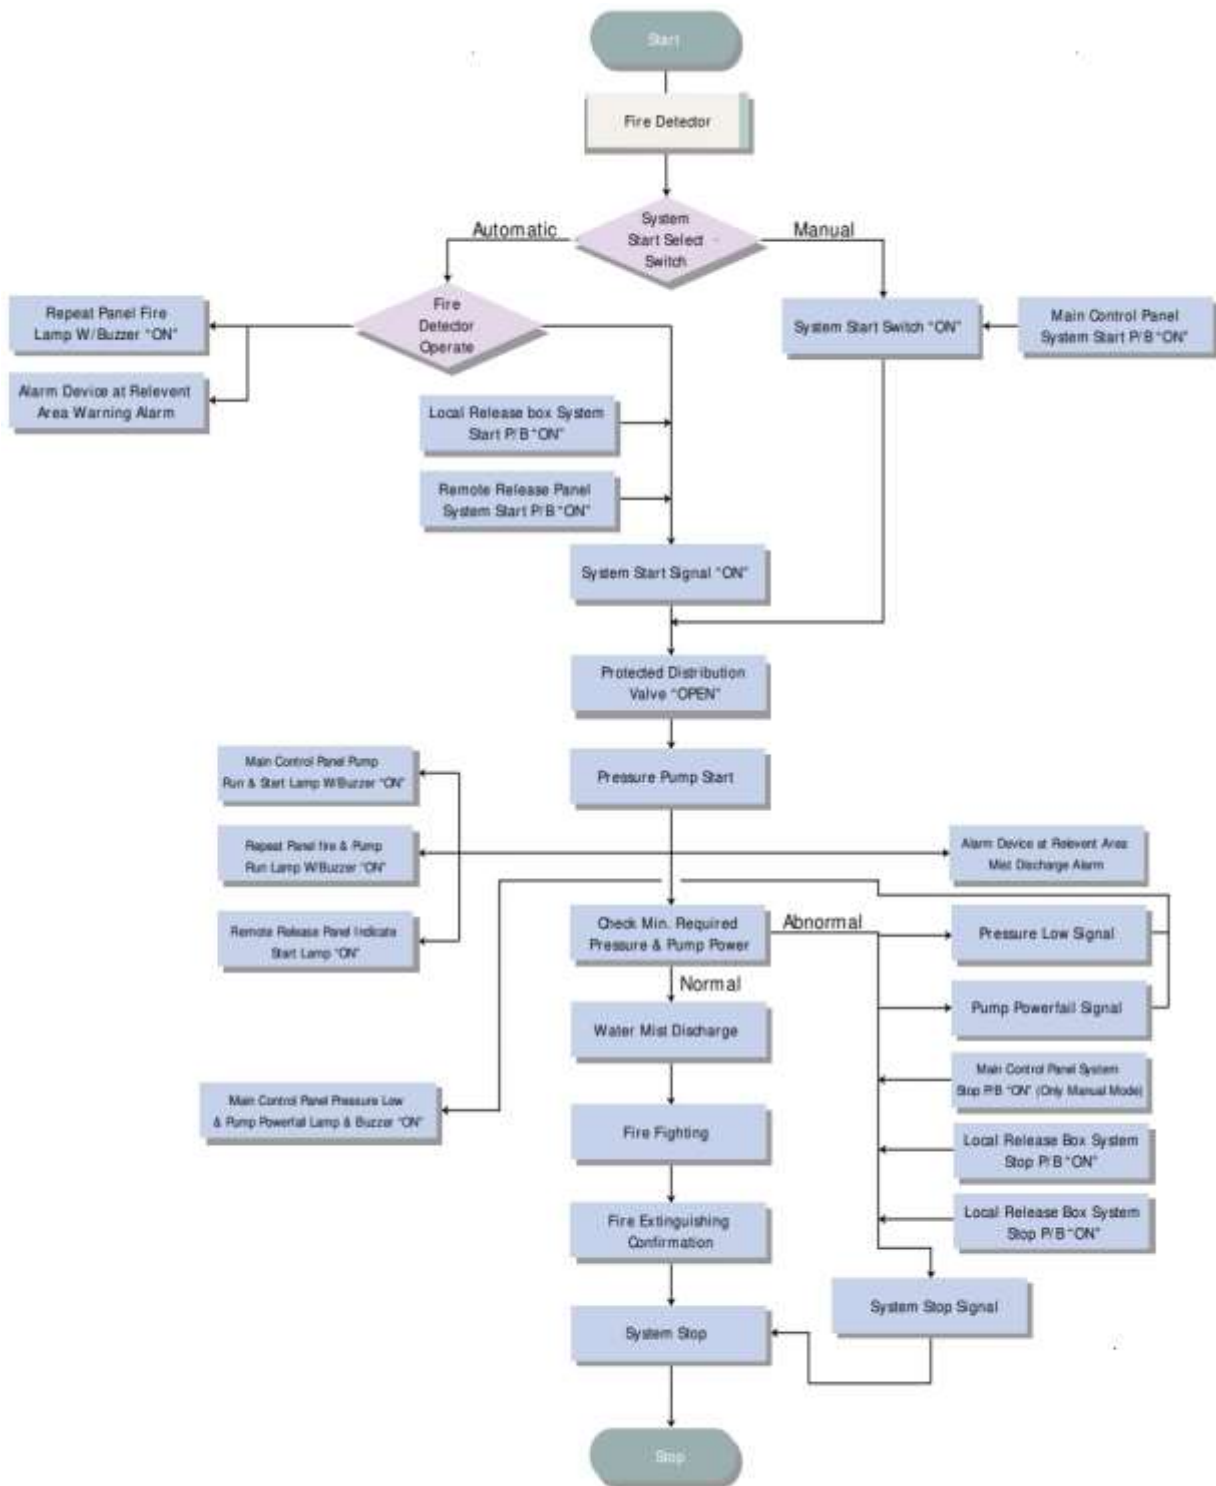 Start
Fire Detector
System
Start Select
Switch
Automatic
Manual
Fire
Detector
Operate
Repeat Panel Fire
Lamp W/Buzzer "ON"
Alarm Device at Relevent
Area Warning Alarm
System Start Switch "ON"
Main Control Panel
System Start P/B "ON"
Local Release box System
Start P/B "ON"
Remote Release Panel
System Start P/B "ON"
System Start Signal "ON"
Protected Distribution
Valve "OPEN"
Pressure Pump Start
Main Control Panel Pump
Run & Start Lamp W/Buzzer "ON"
Repeat Panel fire & Pump
Run Lamp W/Buzzer "ON"
Alarm Device at Relevent Area
Mist Discharge Alarm
Remote Release Panel Indicate
Start Lamp "ON"
Check Min. Required
Pressure & Pump Power
Abnormal
Pressure Low Signal
Normal
Water Mist Discharge
Pump Powerfail Signal
Main Control Panel System
Stop P/B "ON" (Only Manual Mode)
Main Control Panel Pressure Low
& Pump Powerfail Lamp & Buzzer "ON"
Fire Fighting
Local Release Box System
Stop P/B "ON"
Fire Extinguishing
Confirmation
Local Release Box System
Stop P/B "ON"
System Stop Signal
System Stop
Stop